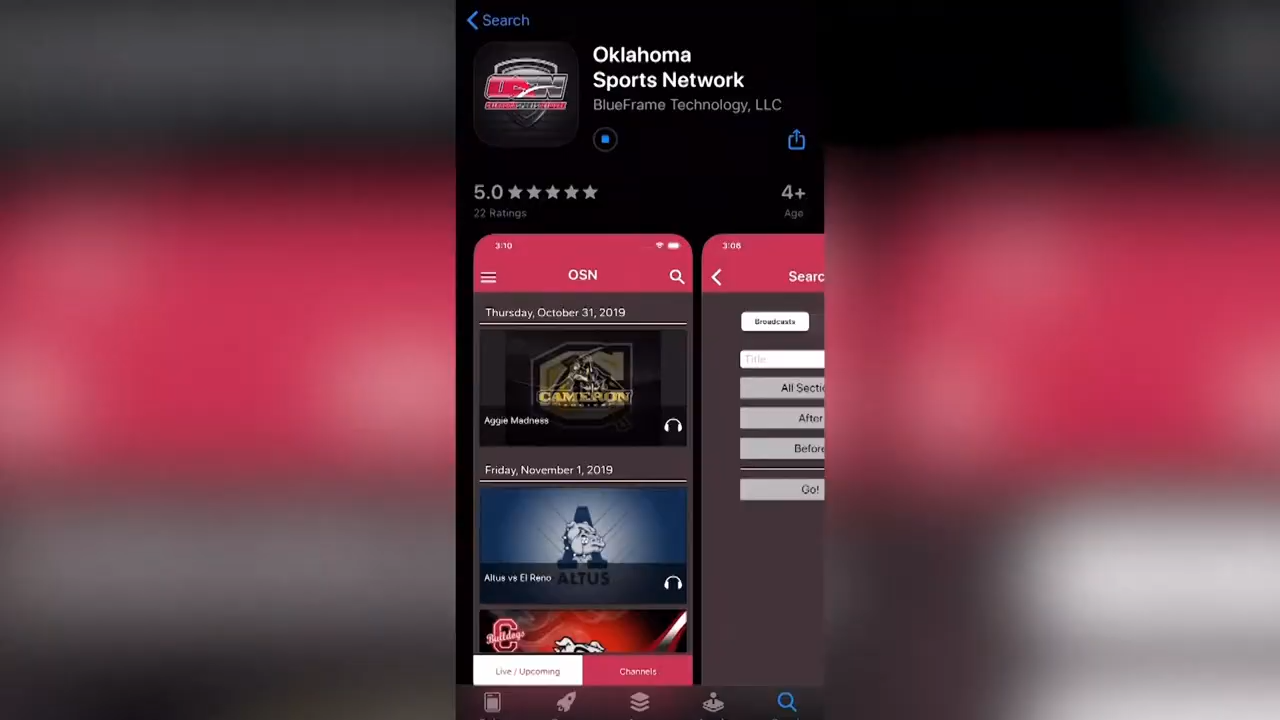 Search
Oklahoma
Sports Network
BlueFrame Technology, LLC
5.0
4+
22 Ratings
Age
3:10
OSN
Thursday, October 31, 2019
CAMERON
Aggie Madness
Friday, November 1, 2019
A
Altus vs El Reno
ALTUS
C
Bulldogs
Live / Upcoming
Channels
3:06
Searc
Broadcasts
Title
All Secti
After
Before
Go!